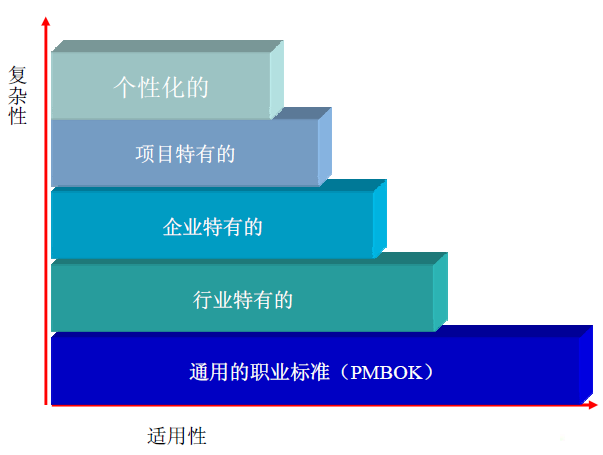 复杂性
个性化的
项目特有的
企业特有的
行业特有的
通用的职业标准（PMBOK）
适用性